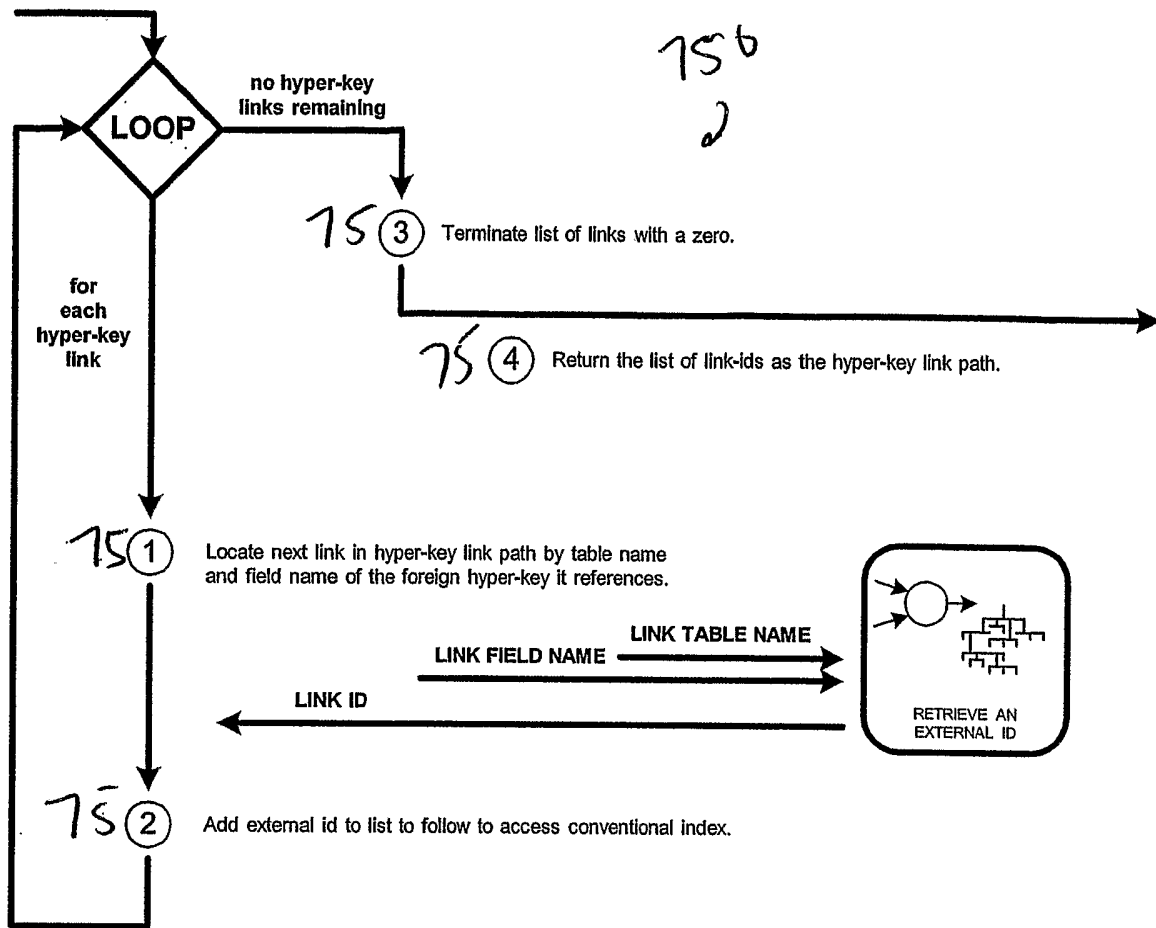 750
2
no hyper-key
links remaining
LOOP
75 3 Terminate list of links with a zero.
for
each
hyper-key
link
75 4 Return the list of link-ids as the hyper-key link path.
75 1 Locate next link in hyper-key link path by table name
and field name of the foreign hyper-key it references.
LINK TABLE NAME
LINK FIELD NAME
LINK ID
RETRIEVE AN
EXTERNAL ID
75 2 Add external id to list to follow to access conventional index.